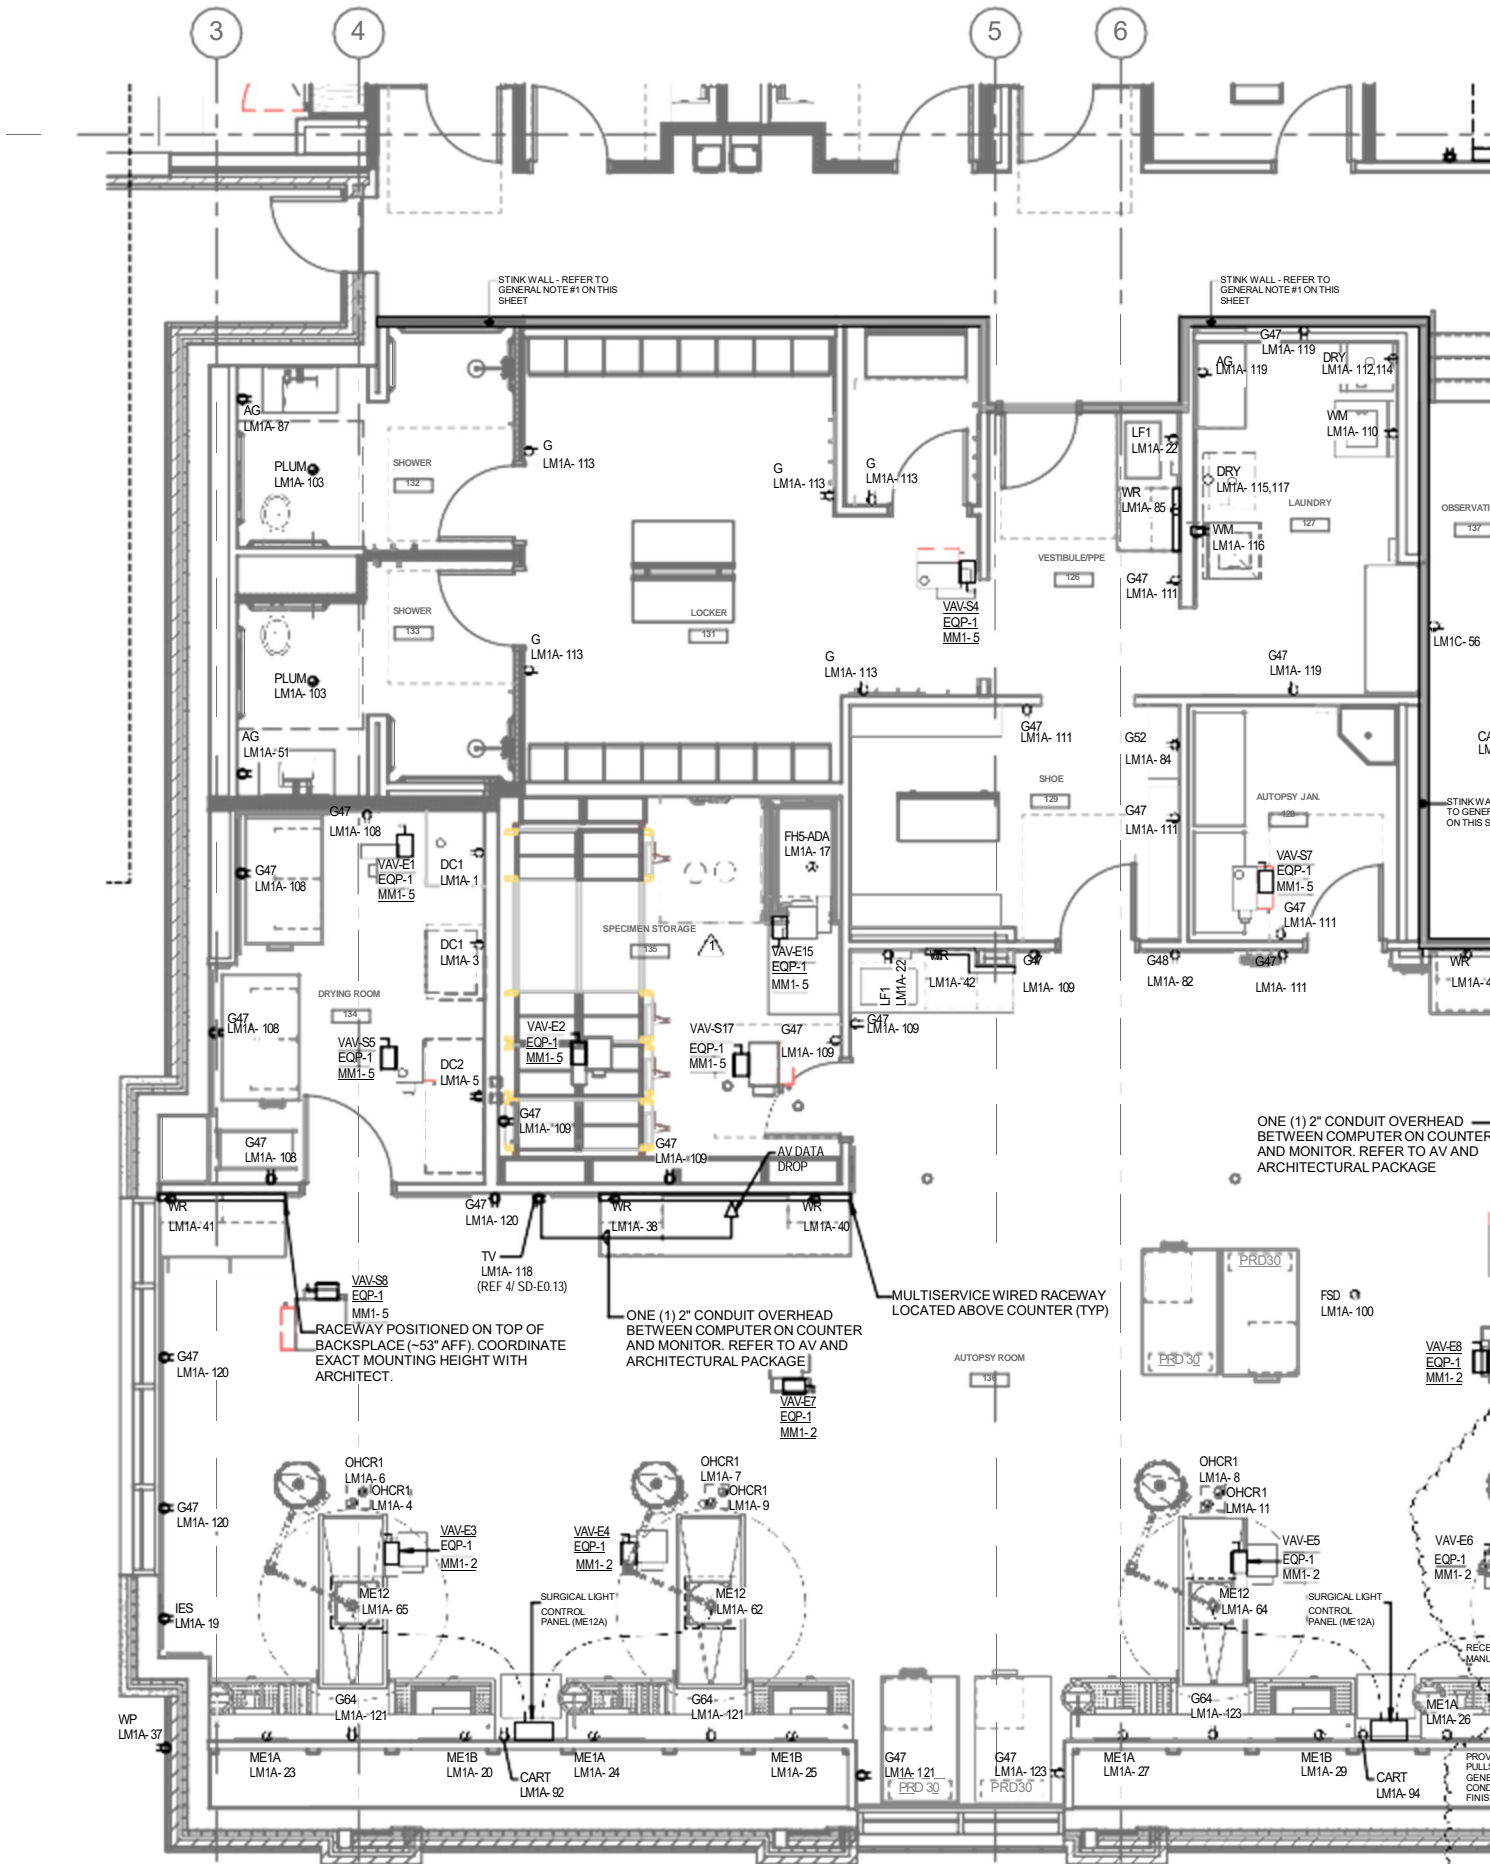 3
4
5
6
STINK WALL - REFER TO
GENERAL NOTE #1 ON THIS
SHEET
STINK WALL - REFER TO
GENERAL NOTE #1 ON THIS
SHEET
G47
LM1A- 119
AG
LM1A- 119
DRY
LM1A- 112,114
AG
LM1A- 87
WM
LM1A- 110
LF1
LM1A- 22
G
LM1A- 113
PLUM
LM1A- 103
SHOWER
132
G
LM1A- 113
G
LM1A- 113
DRY
LM1A- 115,117
WR
LM1A- 85
LAUNDRY
127
OBSERVATI
137
WM
LM1A- 116
VESTIBULE/PPE
126
G47
LM1A- 111
SHOWER
133
LOCKER
131
VAV-S4
EQP-1
MM1- 5
LM1C- 56
G
LM1A- 113
G
LM1A- 113
G47
LM1A- 119
PLUM
LM1A- 103
AG
LM1A- 51
G47
LM1A- 111
G52
LM1A- 84
CA
LM
SHOE
129
AUTOPSY JAN.
128
STINK WA
TO GENER
ON THIS S
G47
LM1A- 108
G47
LM1A- 111
FH5-ADA
LM1A- 17
VAV-E1
EQP-1
MM1- 5
DC1
LM1A- 1
G47
LM1A- 108
VAV-S7
EQP-1
MM1- 5
G47
LM1A- 111
SPECIMEN STORAGE
135
1
DC1
LM1A- 3
VAV-E15
EQP-1
MM1- 5
LF1
LM1A- 22
WR
LM1A- 42
G47
LM1A- 109
G48
LM1A- 82
G47
LM1A- 111
WR
LM1A- 4
DRYING ROOM
134
G47
LM1A- 108
VAV-S5
EQP-1
MM1- 5
VAV-E2
EQP-1
MM1- 5
VAV-S17
EQP-1
MM1- 5
G47
LM1A- 109
G47
LM1A- 109
DC2
LM1A- 5
G47
LM1A- 109
G47
LM1A- 108
G47
LM1A- 109
AV DATA
DROP
ONE (1) 2" CONDUIT OVERHEAD
BETWEEN COMPUTER ON COUNTER
AND MONITOR. REFER TO AV AND
ARCHITECTURAL PACKAGE
WR
LM1A- 41
G47
LM1A- 120
WR
LM1A- 38
WR
LM1A- 40
TV
LM1A- 118
(REF 4/ SD-E0.13)
VAV-S8
EQP-1
MM1- 5
MULTISERVICE WIRED RACEWAY
LOCATED ABOVE COUNTER (TYP)
PRD30
PRD 30
FSD
LM1A- 100
RACEWAY POSITIONED ON TOP OF
BACKSPLACE (~53" AFF). COORDINATE
EXACT MOUNTING HEIGHT WITH
ARCHITECT.
ONE (1) 2" CONDUIT OVERHEAD
BETWEEN COMPUTER ON COUNTER
AND MONITOR. REFER TO AV AND
ARCHITECTURAL PACKAGE
G47
LM1A- 120
AUTOPSY ROOM
136
VAV-E8
EQP-1
MM1- 2
VAV-E7
EQP-1
MM1- 2
OHCR1
LM1A- 6
OHCR1
LM1A- 4
OHCR1
LM1A- 7
OHCR1
LM1A- 9
OHCR1
LM1A- 8
OHCR1
LM1A- 11
G47
LM1A- 120
VAV-E3
EQP-1
MM1- 2
VAV-E4
EQP-1
MM1- 2
VAV-E5
EQP-1
MM1- 2
VAV-E6
EQP-1
MM1- 2
IES
LM1A- 19
ME12
LM1A- 65
SURGICAL LIGHT
CONTROL
PANEL (ME12A)
ME12
LM1A- 62
ME12
LM1A- 64
SURGICAL LIGHT
CONTROL
PANEL (ME12A)
RECE
MANU
WP
LM1A- 37
G64
LM1A- 121
G64
LM1A- 121
G64
LM1A- 123
ME1A
LM1A- 26
ME1A
LM1A- 23
ME1B
LM1A- 20
CART
LM1A- 92
ME1A
LM1A- 24
ME1B
LM1A- 25
G47
LM1A- 121
PRD 30
G47
LM1A- 123
PRD30
ME1A
LM1A- 27
ME1B
LM1A- 29
CART
LM1A- 94
PROV
PULLS
GENE
COND
FINIS